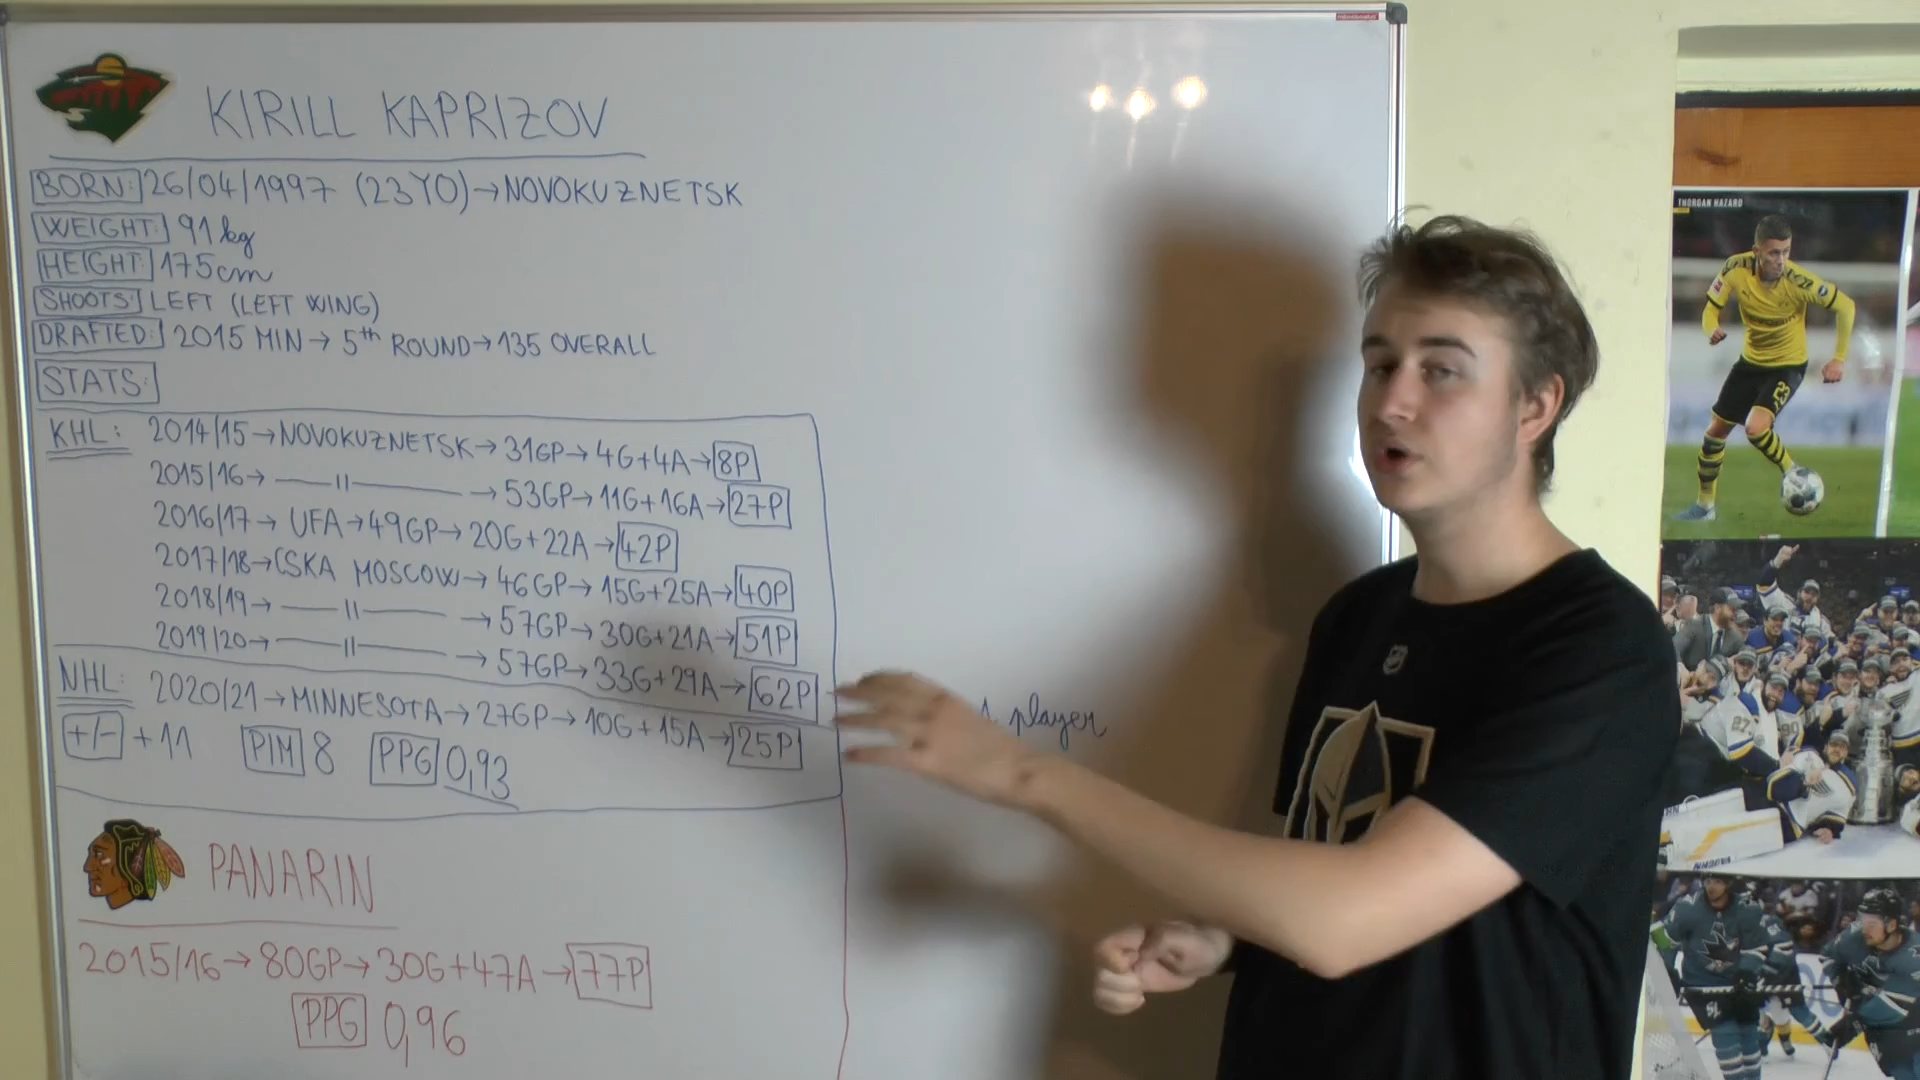 KIRILL KAPRIZOV
BORN: 26/04/1997 (23YO)→NOVOKUZNETSK
WEIGHT: 91kg
HEIGHT: 175cm
SHOOTS: LEFT (LEFT WING)
DRAFTED: 2015 MIN→5th ROUND→135 OVERALL
STATS:
KHL: 2014/15→NOVOKUZNETSK→31GP→4G+4A→8P
2015/16→ —11— →53GP→11G+16A→27P
2016/17→UFA→49GP→20G+22A→42P
2017/18→CSKA MOSCOW→46GP→15G+25A→40P
2018/19→ —11— →57GP→30G+21A→51P
2019/20→ —11— →57GP→33G+29A→62P
NHL: 2020/21→MINNESOTA→27GP→10G+15A→25P
player
+/- +11 PIM 8 PPG 0,93
PANARIN
2015/16→80GP→30G+47A→77P
PPG 0,96
THORGAN HAZARD